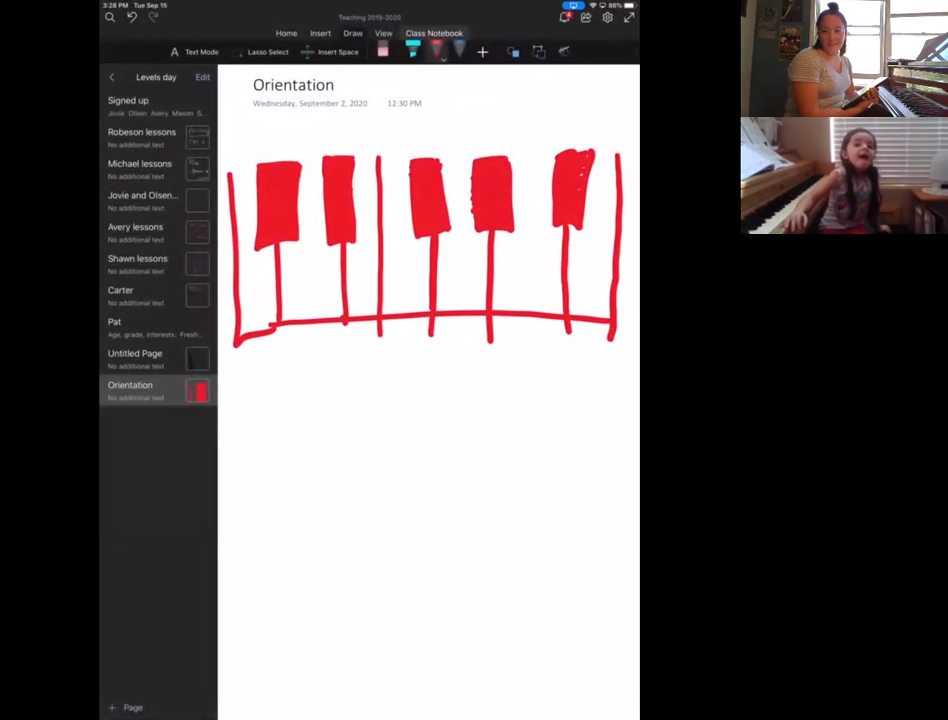 3:28 PM Tue Sep 15
86%
Teaching 2019-2025
Home Insert Draw View Class Notebook
Text Mode Lasso Select Insert Space
Levels day Edit
Signed up
Jovie Olsen Avery Mason S...
Robeson lessons
No additional text
Michael lessons
No additional text
Jovie and Olsen...
No additional text
Avery lessons
No additional text
Shawn lessons
No additional text
Carter
No additional text
Pat
Age, grade, interests: Fresh...
Untitled Page
No additional text
Orientation
No additional text
Page
Orientation
Wednesday, September 2, 2020 12:30 PM